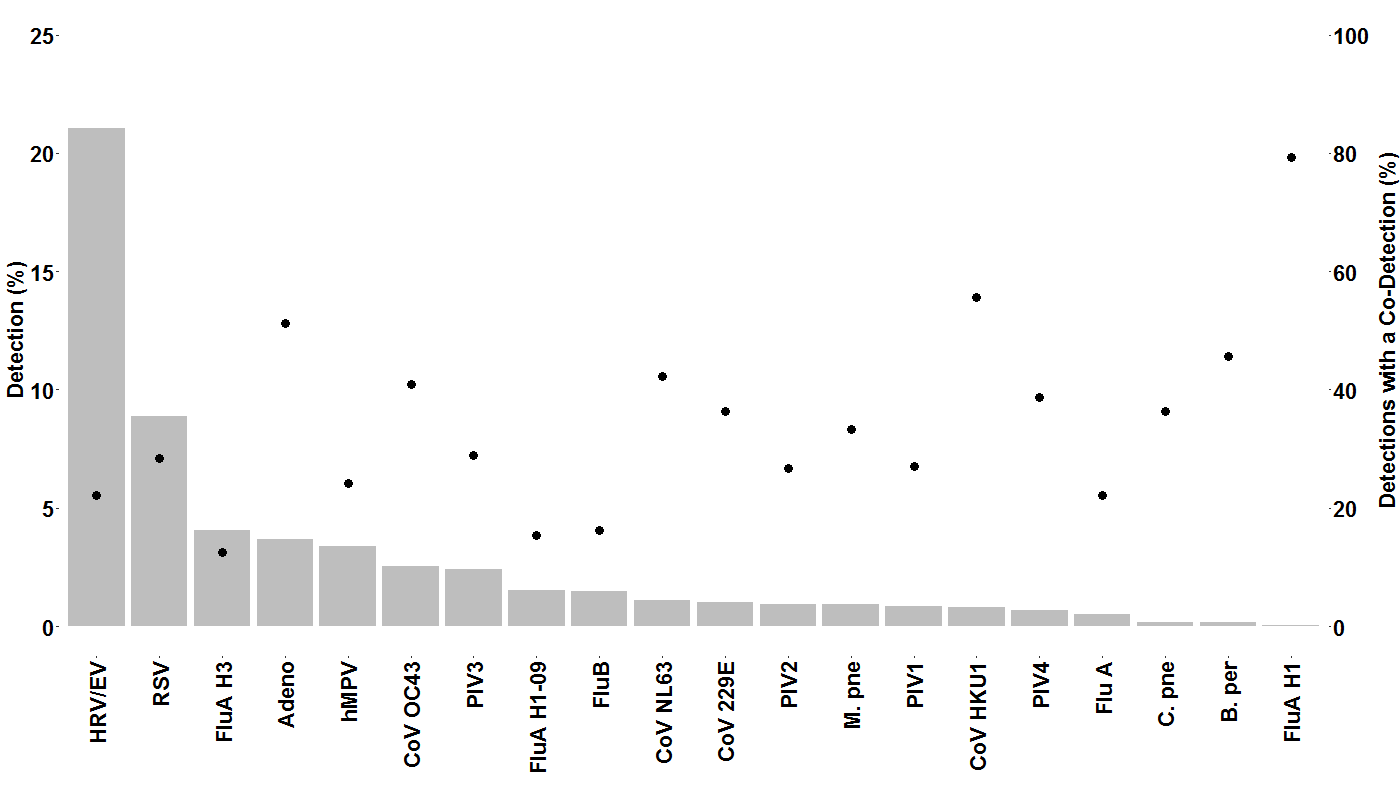 25
20
15
10
5
0
Detection (%)
100
80
60
40
20
0
Detections with a Co-Detection (%)
HRV/EV
RSV
FluA H3
Adeno
hMPV
CoV OC43
PIV3
FluA H1-09
FluB
CoV NL63
CoV 229E
PIV2
M. pne
PIV1
CoV HKU1
PIV4
Flu A
C. pne
B. per
FluA H1